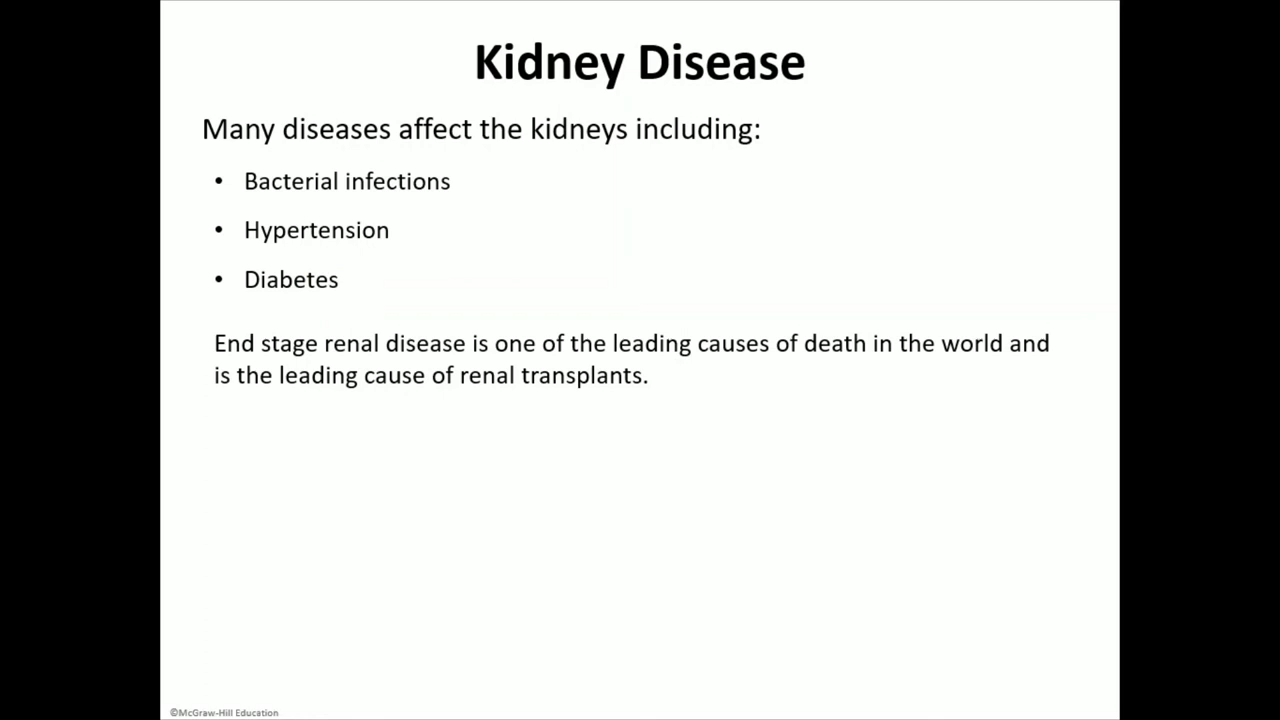 Kidney Disease
Many diseases affect the kidneys including:
• Bacterial infections
• Hypertension
• Diabetes
End stage renal disease is one of the leading causes of death in the world and
is the leading cause of renal transplants.
©McGraw-Hill Education